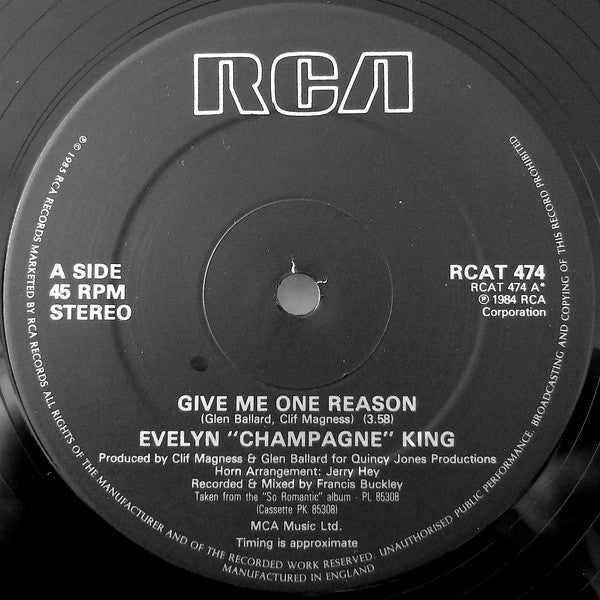 RCA
A SIDE
45 RPM
STEREO
RCAT 474
RCAT 474 A*
℗ 1984 RCA
Corporation
GIVE ME ONE REASON
(Glen Ballard, Clif Magness) (3.58)
EVELYN "CHAMPAGNE" KING
Produced by Clif Magness & Glen Ballard for Quincy Jones Productions
Horn Arrangement: Jerry Hey
Recorded & Mixed by Francis Buckley
Taken from the "So Romantic" album - PL 85308
(Cassette PK 85308)
MCA Music Ltd.
Timing is approximate
© 1985 RCA RECORDS MARKETED BY RCA RECORDS ALL RIGHTS OF THE MANUFACTURER AND OF THE RECORDED WORK RESERVED. UNAUTHORISED PUBLIC PERFORMANCE, BROADCASTING AND COPYING OF THIS RECORD PROHIBITED
MANUFACTURED IN ENGLAND